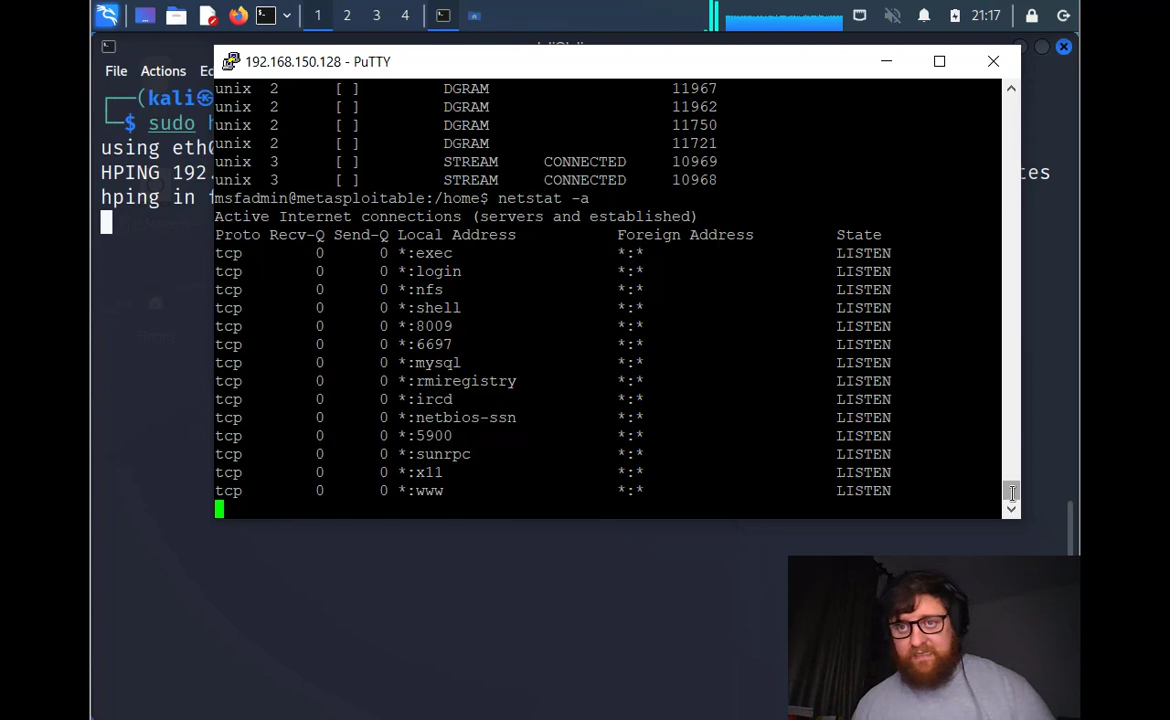 1 2 3 4 21:17
File Actions
192.168.150.128 - PuTTY
(kali
$ sudo
using eth
HPING 192.
hping in
tes
unix 2 [ ] DGRAM 11967
unix 2 [ ] DGRAM 11962
unix 2 [ ] DGRAM 11750
unix 2 [ ] DGRAM 11721
unix 3 [ ] STREAM CONNECTED 10969
unix 3 [ ] STREAM CONNECTED 10968
msfadmin@metasploitable:/home$ netstat -a
Active Internet connections (servers and established)
Proto Recv-Q Send-Q Local Address Foreign Address State
tcp 0 0 *:exec *:* LISTEN
tcp 0 0 *:login *:* LISTEN
tcp 0 0 *:nfs *:* LISTEN
tcp 0 0 *:shell *:* LISTEN
tcp 0 0 *:8009 *:* LISTEN
tcp 0 0 *:6697 *:* LISTEN
tcp 0 0 *:mysql *:* LISTEN
tcp 0 0 *:rmiregistry *:* LISTEN
tcp 0 0 *:ircd *:* LISTEN
tcp 0 0 *:netbios-ssn *:* LISTEN
tcp 0 0 *:5900 *:* LISTEN
tcp 0 0 *:sunrpc *:* LISTEN
tcp 0 0 *:x11 *:* LISTEN
tcp 0 0 *:www *:* LISTEN